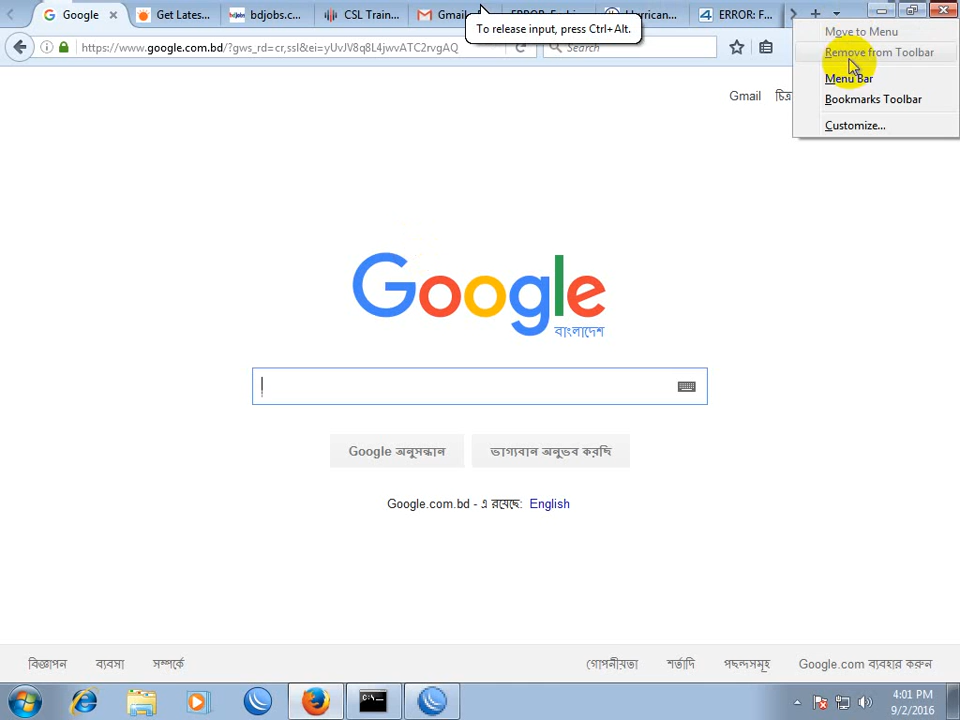 Google
Get Lates...
bdjobs.c...
CSL Train...
Gmail
ERROR: F...
To release input, press Ctrl+Alt.
https://www.google.com.bd/?gws_rd=cr,ssl&ei=yUvJV8q8L4jwvATC2rvgAQ
Search
Move to Menu
Remove from Toolbar
Menu Bar
Bookmarks Toolbar
Customize...
Gmail
Google
বাংলাদেশ
Google অনুসন্ধান
ভাগ্যবান অনুভব করছি
Google.com.bd - এ রয়েছে: English
বিজ্ঞাপন ব্যবসা সম্পর্কে গোপনীয়তা শর্তাদি পছন্দসমূহ Google.com ব্যবহার করুন
4:01 PM
9/2/2016